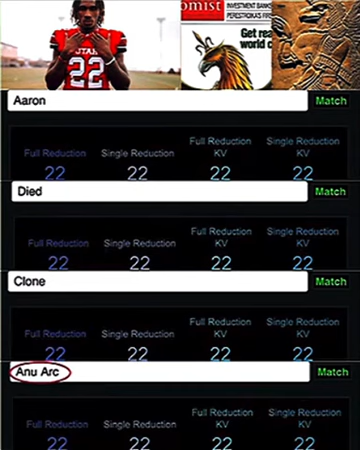 UTAH
22
omist
INVESTMENT BANK
PERESTROIKA'S FIR
Get rea
world c
Aaron
Match
Full Reduction
Single Reduction
Full Reduction KV
Single Reduction KV
22
22
22
22
Died
Match
Full Reduction
Single Reduction
Full Reduction KV
Single Reduction KV
22
22
22
22
Clone
Match
Full Reduction
Single Reduction
Full Reduction KV
Single Reduction KV
22
22
22
22
Anu Arc
Match
Full Reduction
Single Reduction
Full Reduction KV
Single Reduction KV
22
22
22
22